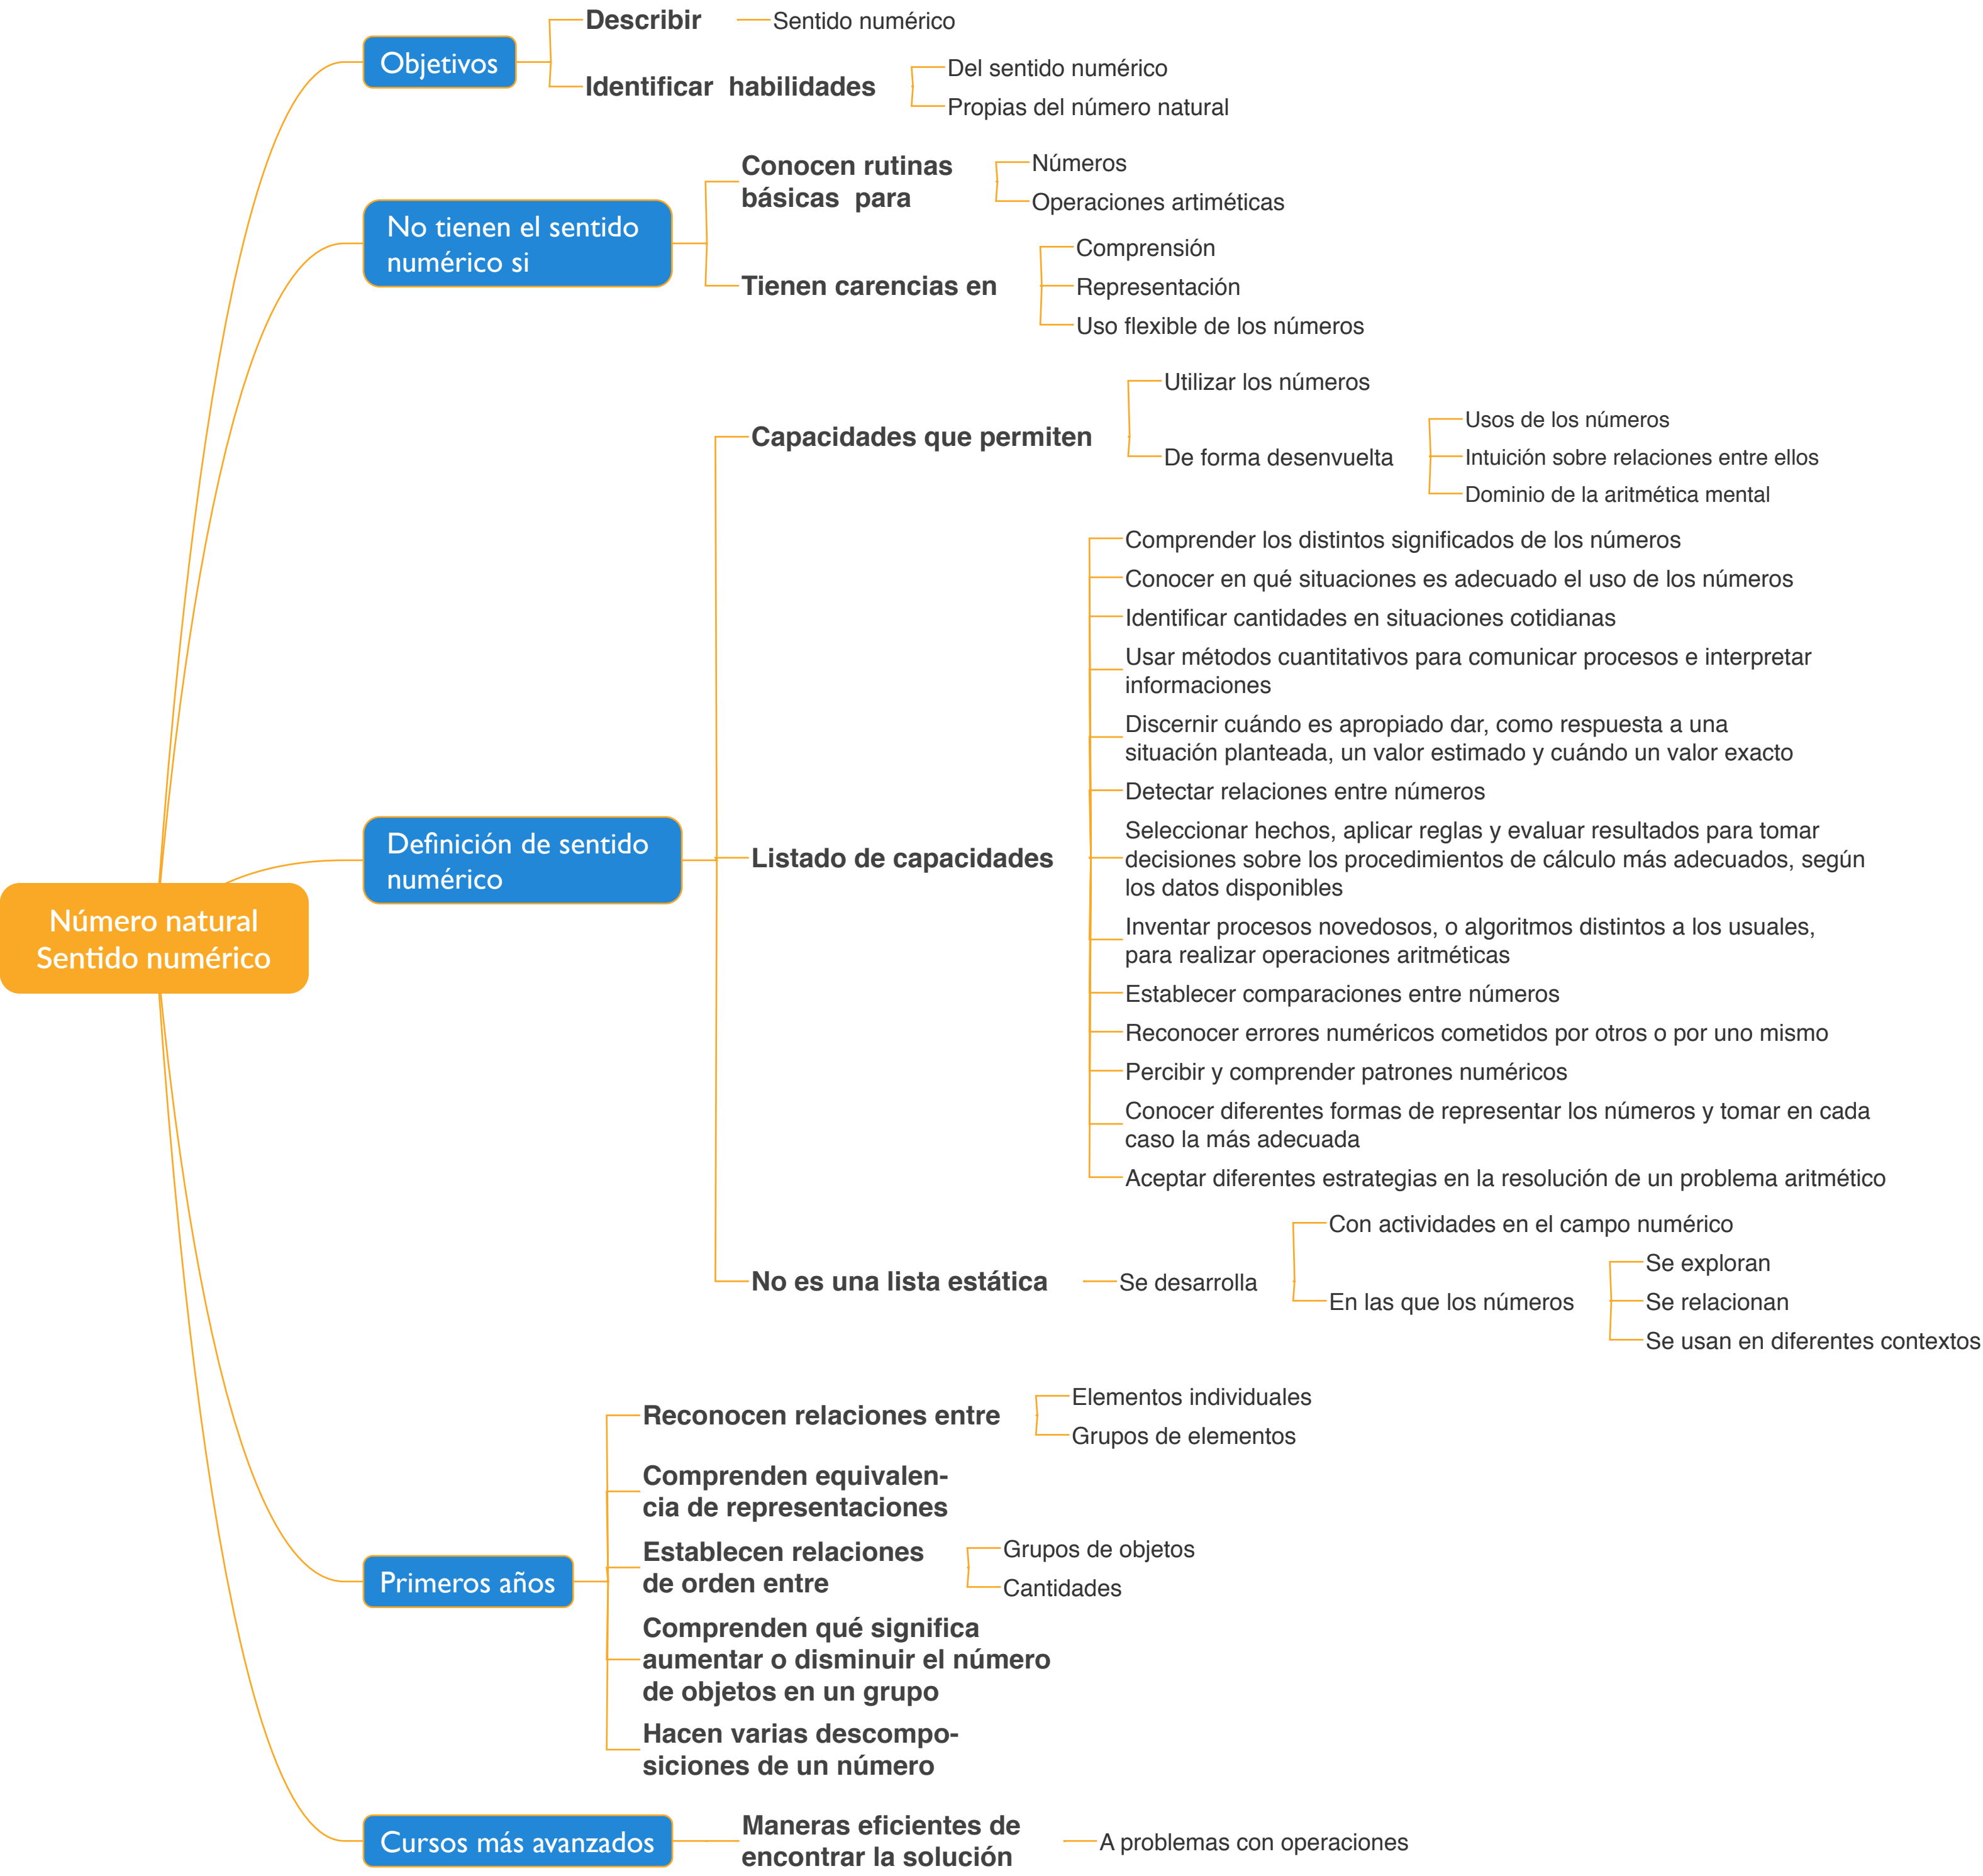 Número natural
Sentido numérico
Objetivos
Describir
Sentido numérico
Identificar habilidades
Del sentido numérico
Propias del número natural
No tienen el sentido
numérico si
Conocen rutinas
básicas para
Números
Operaciones artiméticas
Tienen carencias en
Comprensión
Representación
Uso flexible de los números
Definición de sentido
numérico
Capacidades que permiten
Utilizar los números
De forma desenvuelta
Usos de los números
Intuición sobre relaciones entre ellos
Dominio de la aritmética mental
Listado de capacidades
Comprender los distintos significados de los números
Conocer en qué situaciones es adecuado el uso de los números
Identificar cantidades en situaciones cotidianas
Usar métodos cuantitativos para comunicar procesos e interpretar
informaciones
Discernir cuándo es apropiado dar, como respuesta a una
situación planteada, un valor estimado y cuándo un valor exacto
Detectar relaciones entre números
Seleccionar hechos, aplicar reglas y evaluar resultados para tomar
decisiones sobre los procedimientos de cálculo más adecuados, según
los datos disponibles
Inventar procesos novedosos, o algoritmos distintos a los usuales,
para realizar operaciones aritméticas
Establecer comparaciones entre números
Reconocer errores numéricos cometidos por otros o por uno mismo
Percibir y comprender patrones numéricos
Conocer diferentes formas de representar los números y tomar en cada
caso la más adecuada
Aceptar diferentes estrategias en la resolución de un problema aritmético
No es una lista estática
Se desarrolla
Con actividades en el campo numérico
En las que los números
Se exploran
Se relacionan
Se usan en diferentes contextos
Primeros años
Reconocen relaciones entre
Elementos individuales
Grupos de elementos
Comprenden equivalen-
cia de representaciones
Establecen relaciones
de orden entre
Grupos de objetos
Cantidades
Comprenden qué significa
aumentar o disminuir el número
de objetos en un grupo
Hacen varias descompo-
siciones de un número
Cursos más avanzados
Maneras eficientes de
encontrar la solución
A problemas con operaciones